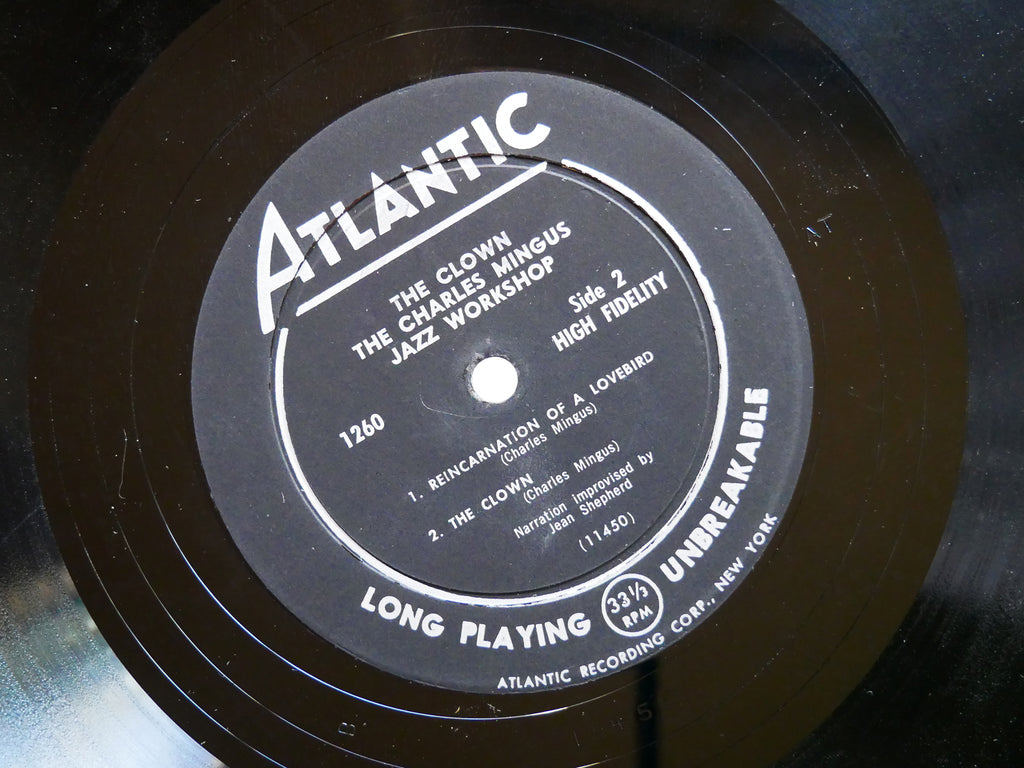 ATLANTIC
THE CLOWN
THE CHARLES MINGUS
JAZZ WORKSHOP
Side 2
HIGH FIDELITY
1260
1. REINCARNATION OF A LOVEBIRD
(Charles Mingus)
2. THE CLOWN (Charles Mingus)
Narration improvised by
Jean Shepherd
(11450)
LONG PLAYING 33⅓ RPM UNBREAKABLE
ATLANTIC RECORDING CORP., NEW YORK
AT